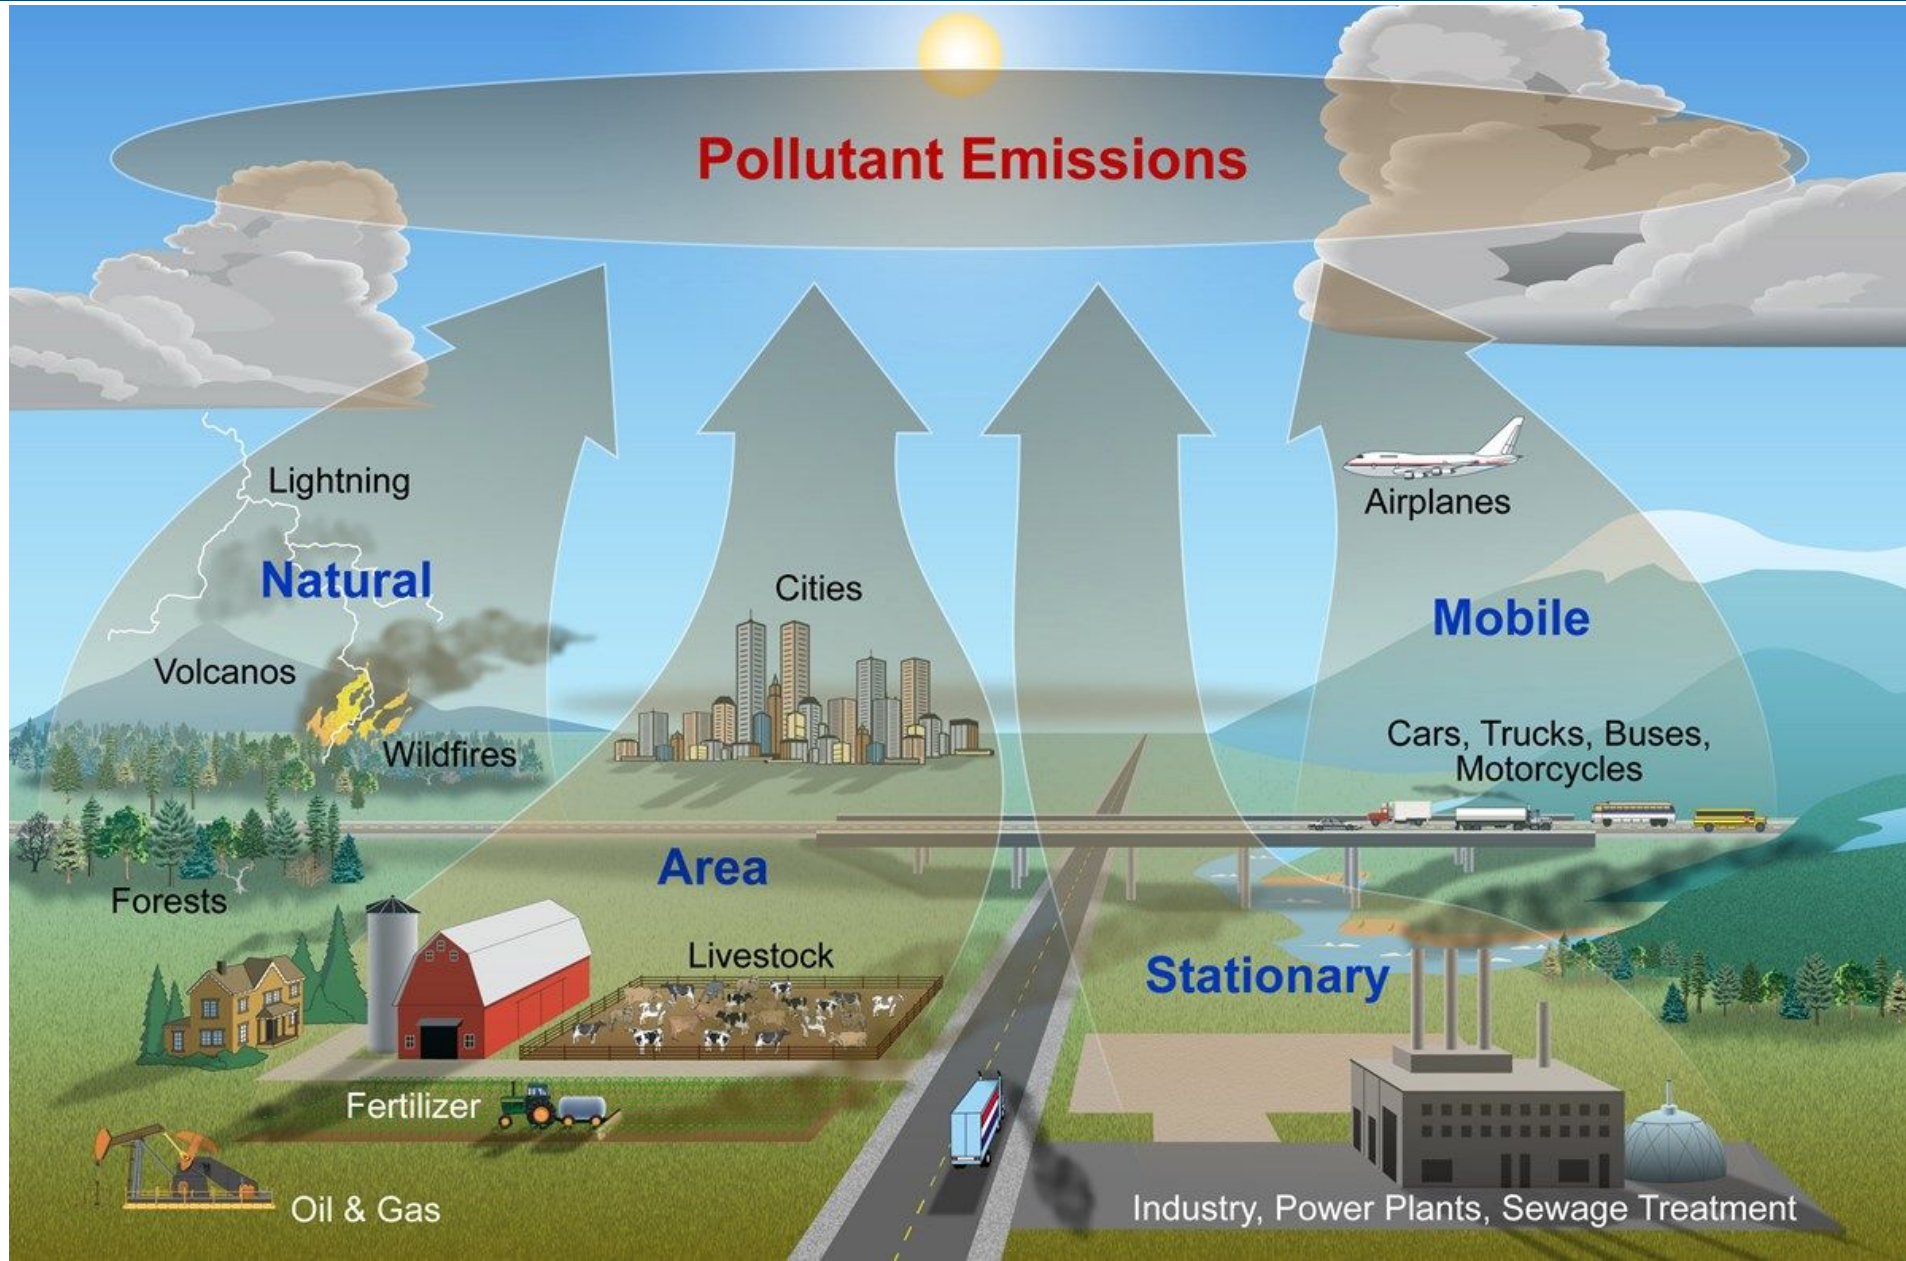 Pollutant Emissions
Lightning
Natural
Volcanos
Wildfires
Forests
Cities
Area
Livestock
Fertilizer
Oil & Gas
Airplanes
Mobile
Cars, Trucks, Buses,
Motorcycles
Stationary
Industry, Power Plants, Sewage Treatment